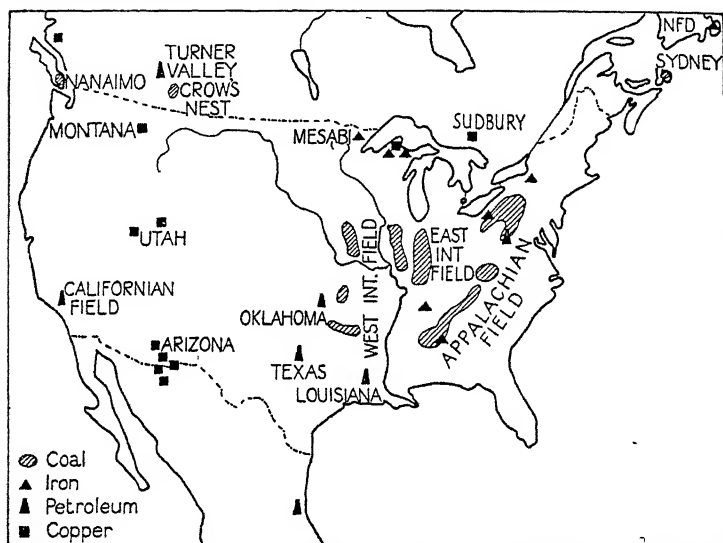 NFD
SYDNEY
TURNER
VALLEY
CROW'S
NEST
NANAIMO
MONTANA
MESABI
SUDBURY
UTAH
WEST INT. FIELD
EAST
INT
FIELD
APPALACHIAN
FIELD
CALIFORNIAN
FIELD
OKLAHOMA
ARIZONA
TEXAS
LOUISIANA
Coal
Iron
Petroleum
Copper